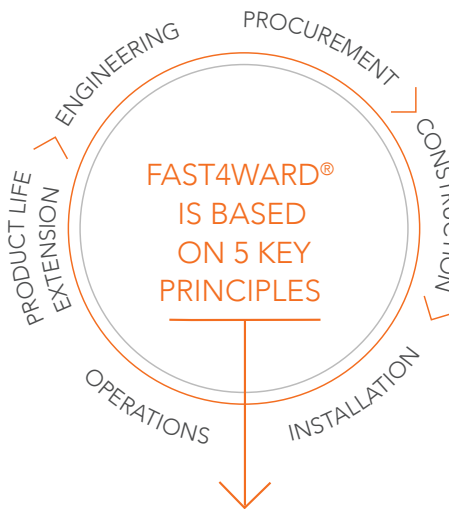 ENGINEERING
PROCUREMENT
CONSTRUCTION
INSTALLATION
OPERATIONS
PRODUCT LIFE
EXTENSION
FAST4WARD®
IS BASED
ON 5 KEY
PRINCIPLES